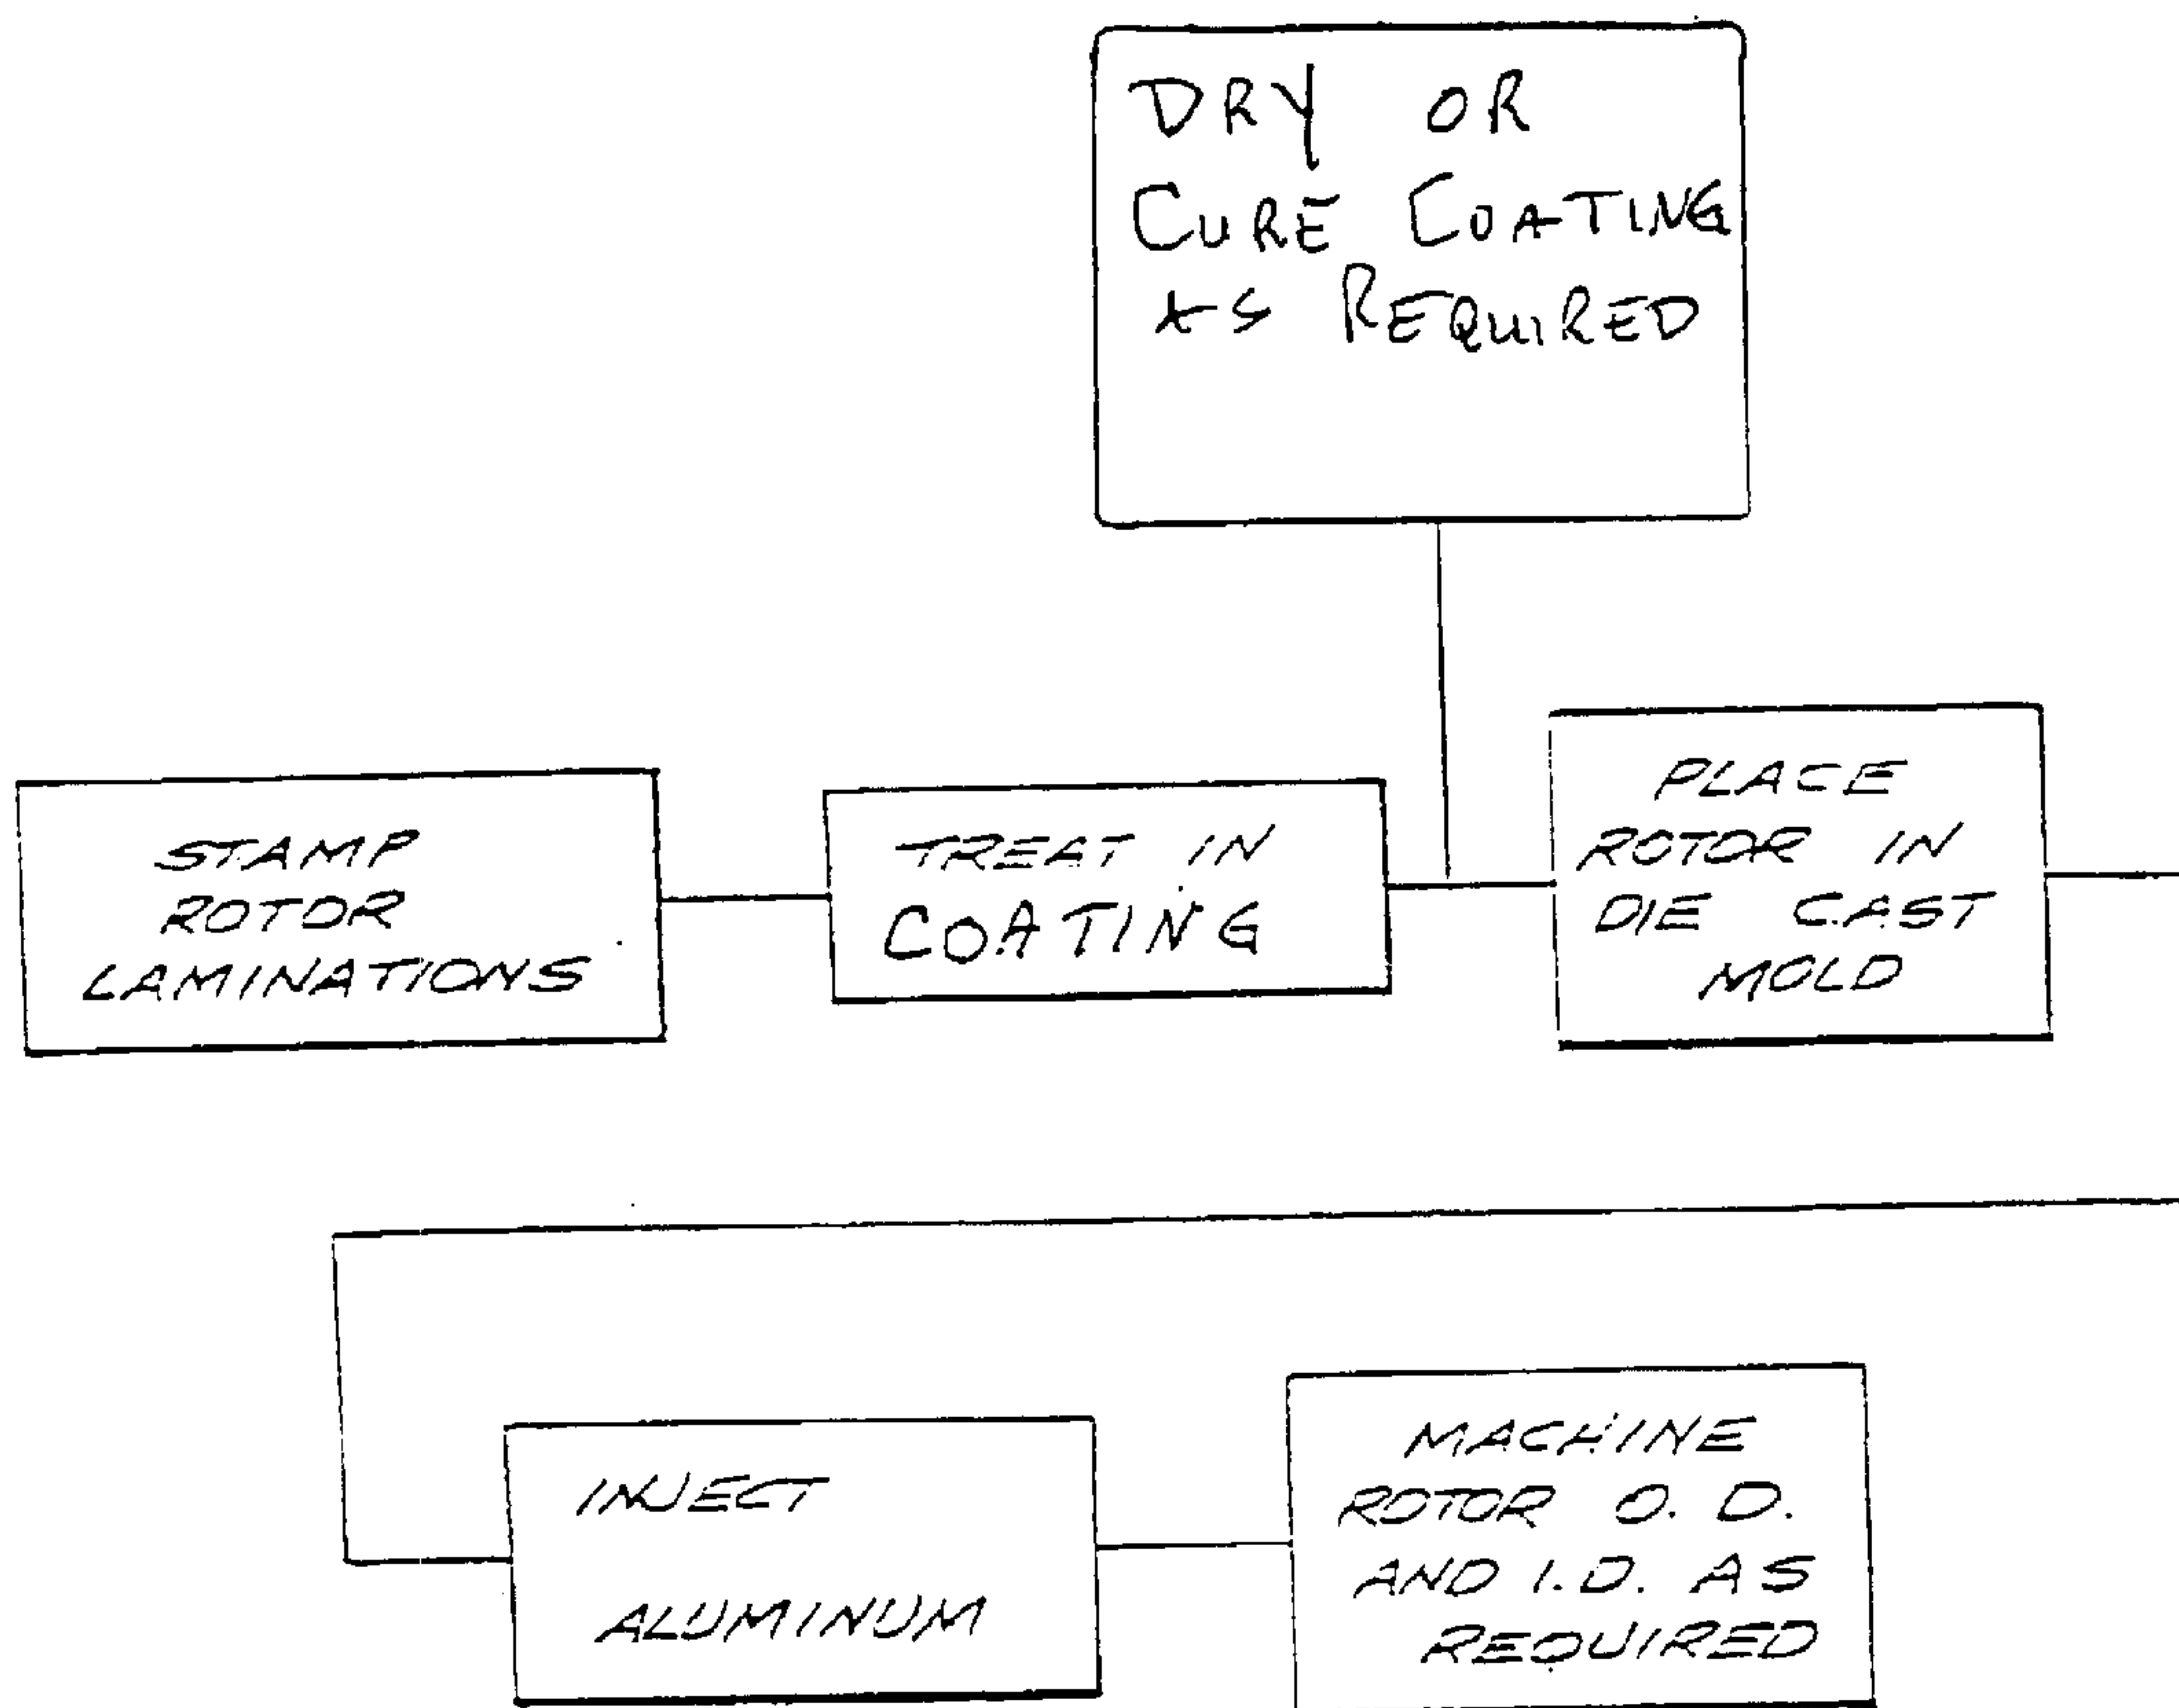 DRY OR
CURE COATING
AS REQUIRED
STAMP
ROTOR
LAMINATIONS
TREAT IN
COATING
PLACE
ROTOR IN
DIE CAST
MOLD
INJECT
ALUMINUM
MACHINE
ROTOR O. D.
AND I. D. AS
REQUIRED